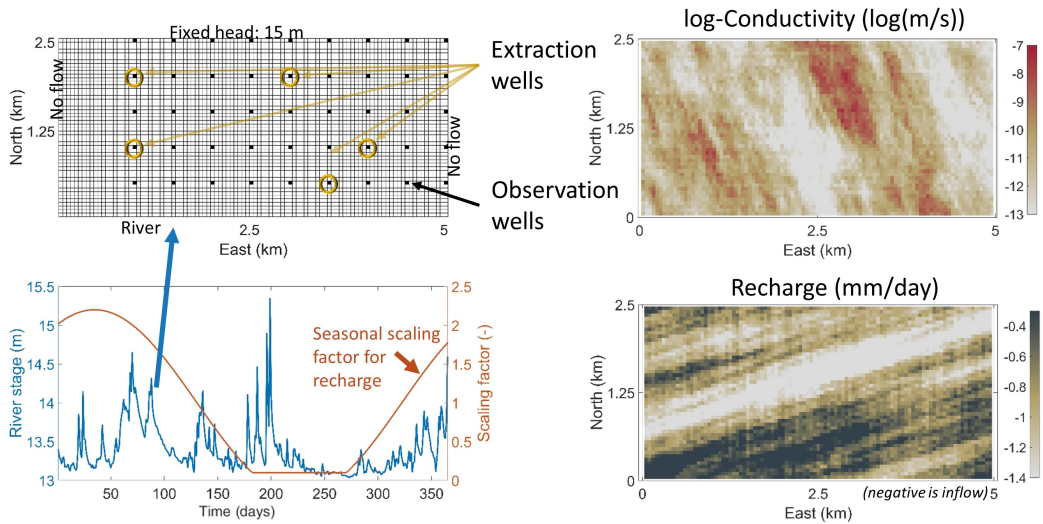 Fixed head: 15 m
2.5
No flow
North (km)
1.25
No flow
River
2.5
5
East (km)
Extraction
wells
Observation
wells
log-Conductivity (log(m/s))
2.5
North (km)
1.25
0
0
2.5
5
East (km)
-7
-8
-9
-10
-11
-12
-13
15.5
15
14.5
14
13.5
13
River stage (m)
50
100
150
200
250
300
350
Time (days)
2.5
2
1.5
1
0.5
0
Scaling factor (-)
Seasonal scaling
factor for
recharge
Recharge (mm/day)
2.5
North (km)
1.25
0
0
2.5
5
(negative is inflow)
East (km)
-0.4
-0.6
-0.8
-1
-1.2
-1.4